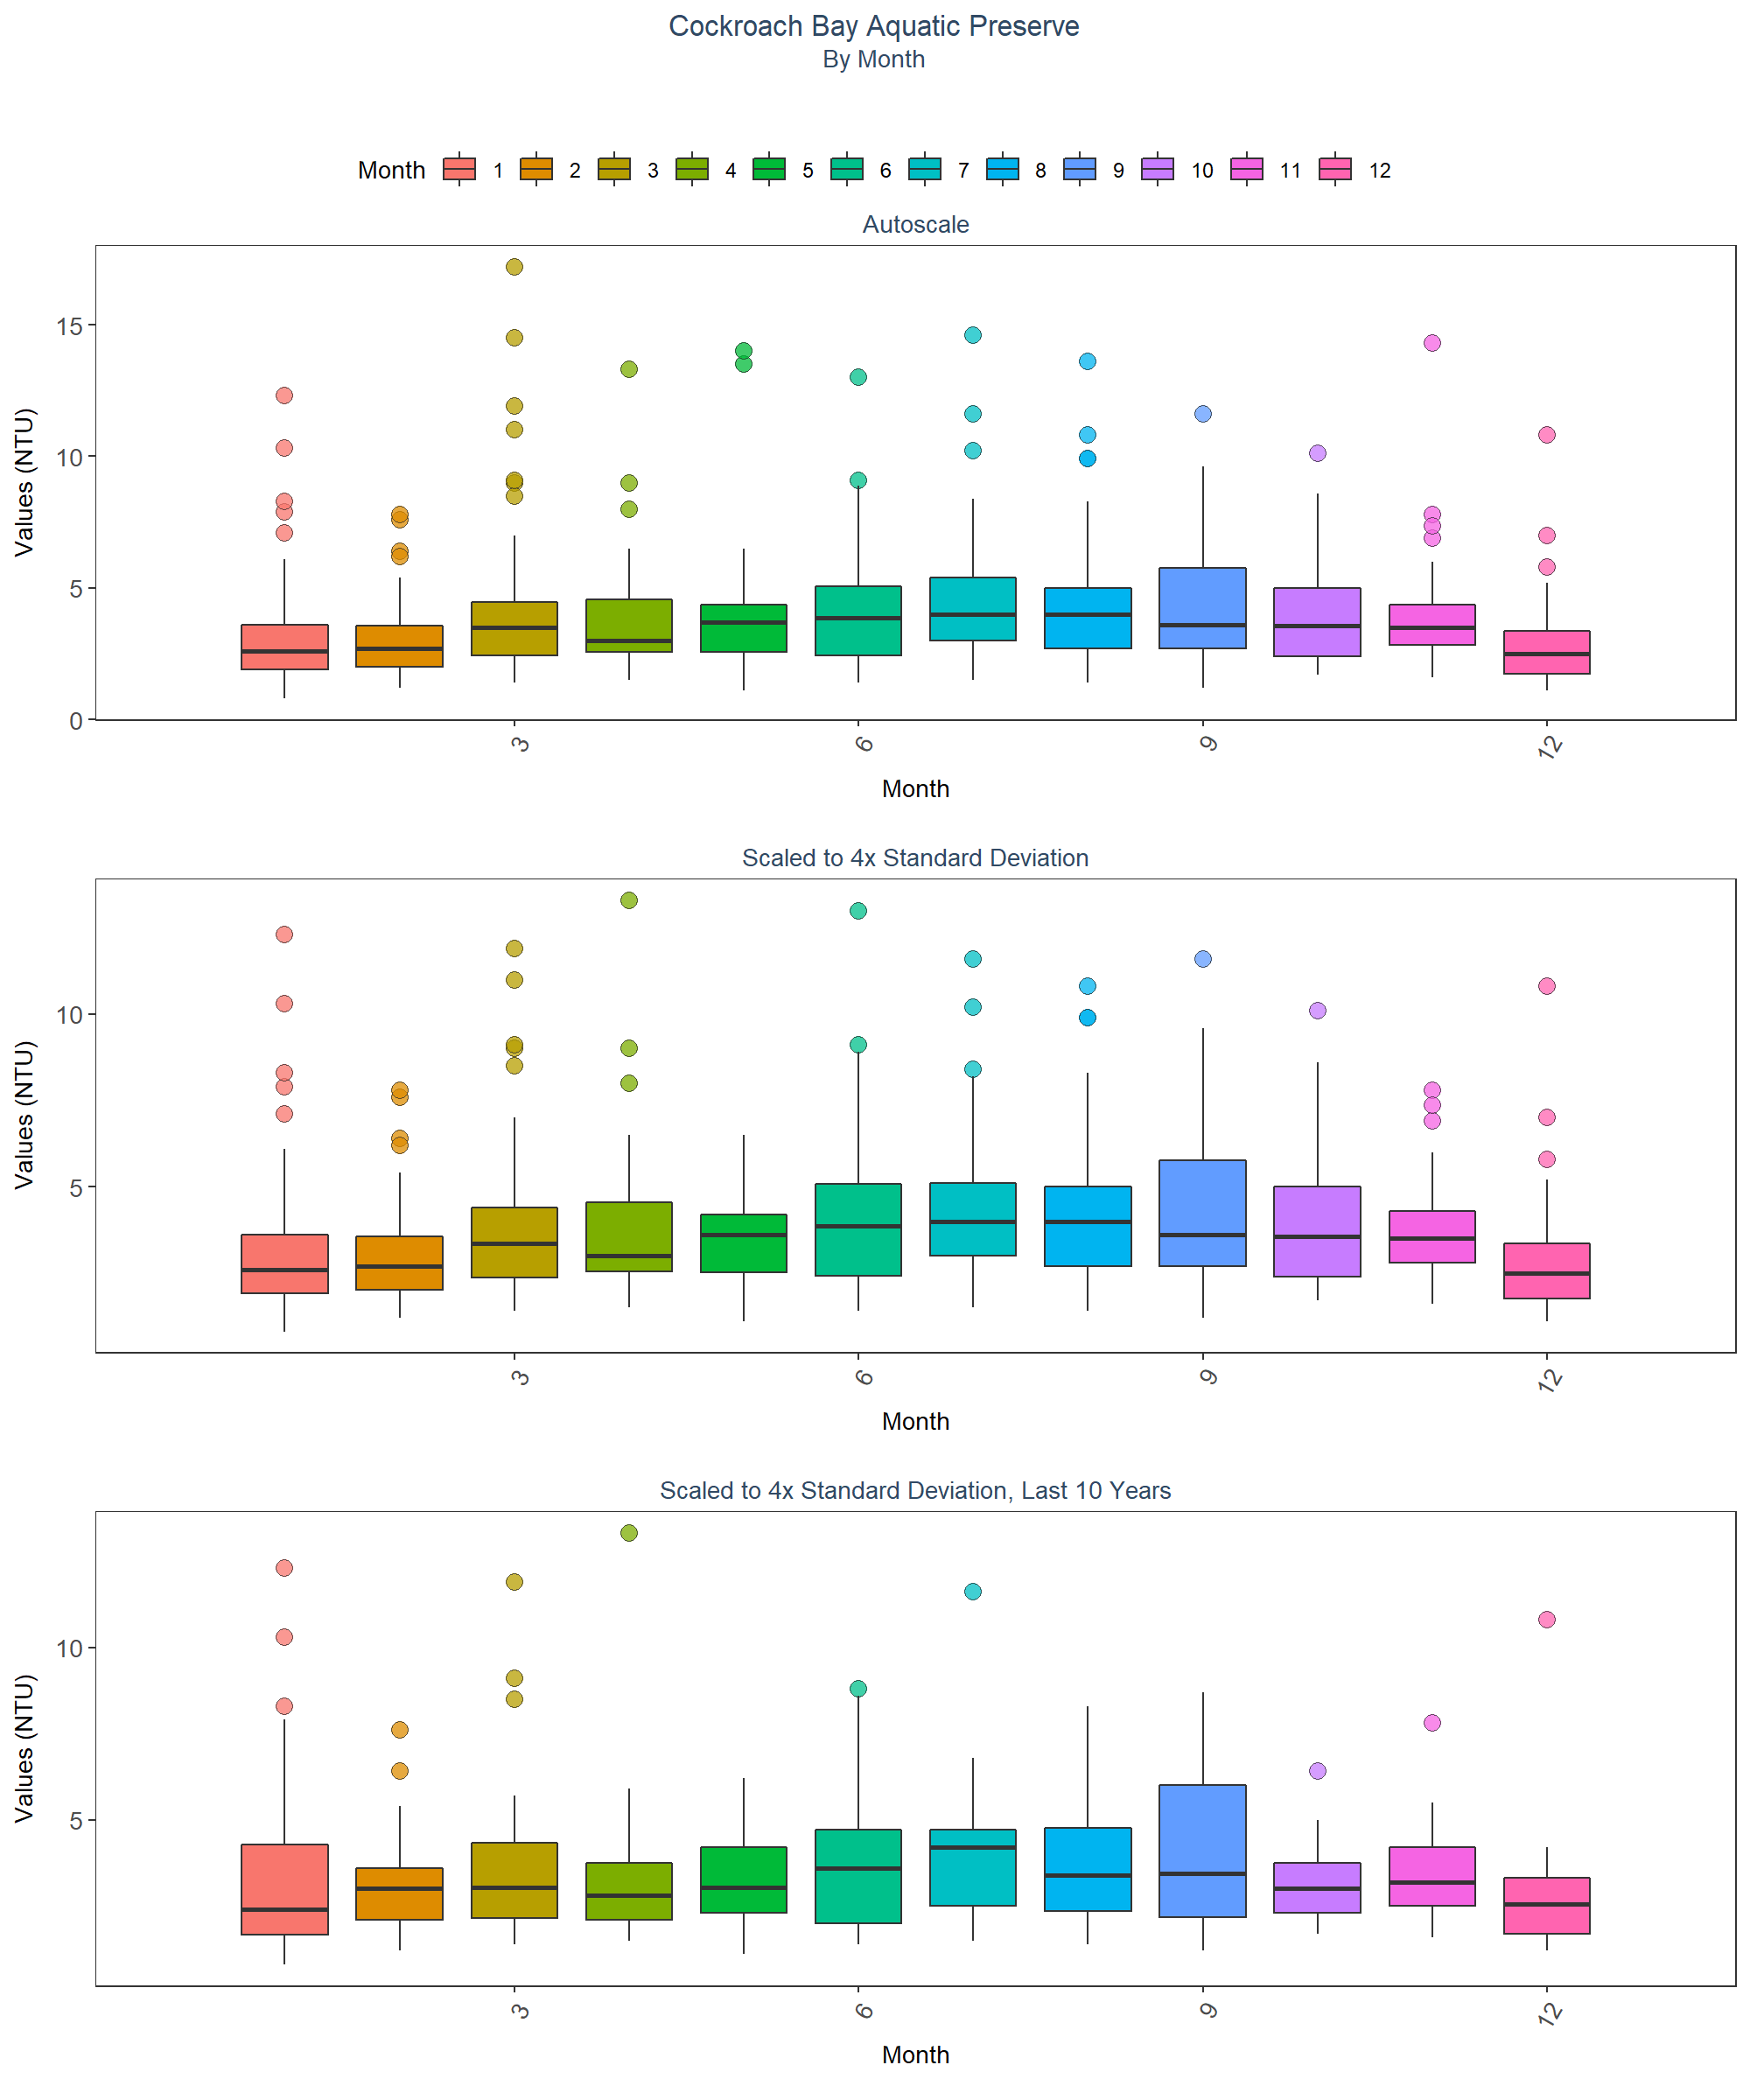 Cockroach Bay Aquatic Preserve
By Month
Month 1 2 3 4 5 6 7 8 9 10 11 12
Autoscale
Values (NTU)
15
10
5
0
3 6 9 12
Month
Scaled to 4x Standard Deviation
Values (NTU)
10
5
3 6 9 12
Month
Scaled to 4x Standard Deviation, Last 10 Years
Values (NTU)
10
5
3 6 9 12
Month